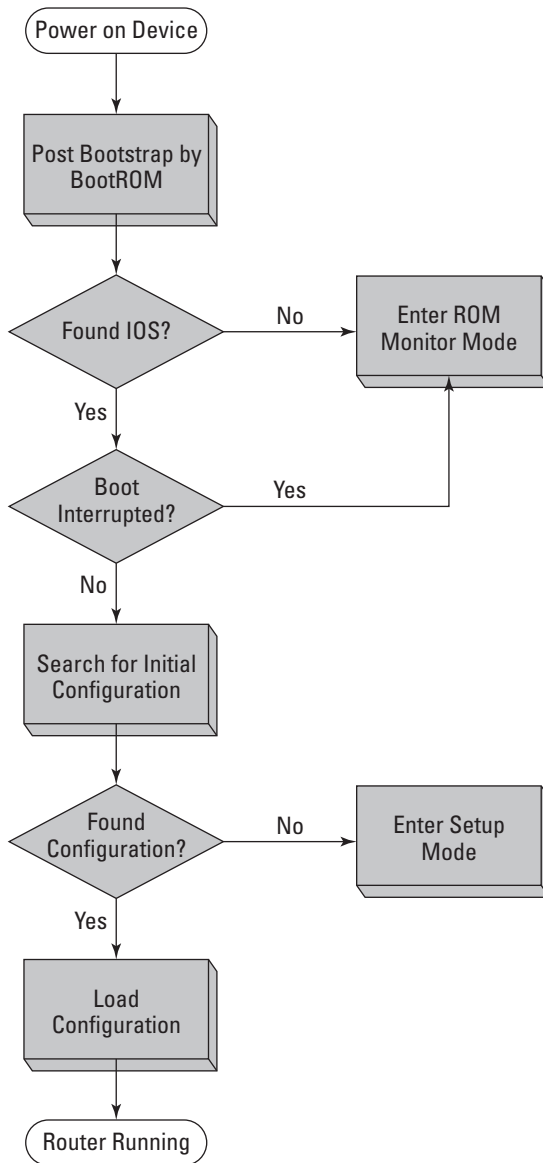 Power on Device
Post Bootstrap by
BootROM
Found IOS?
No
Enter ROM
Monitor Mode
Yes
Boot
Interrupted?
Yes
No
Search for Initial
Configuration
Found
Configuration?
No
Enter Setup
Mode
Yes
Load
Configuration
Router Running